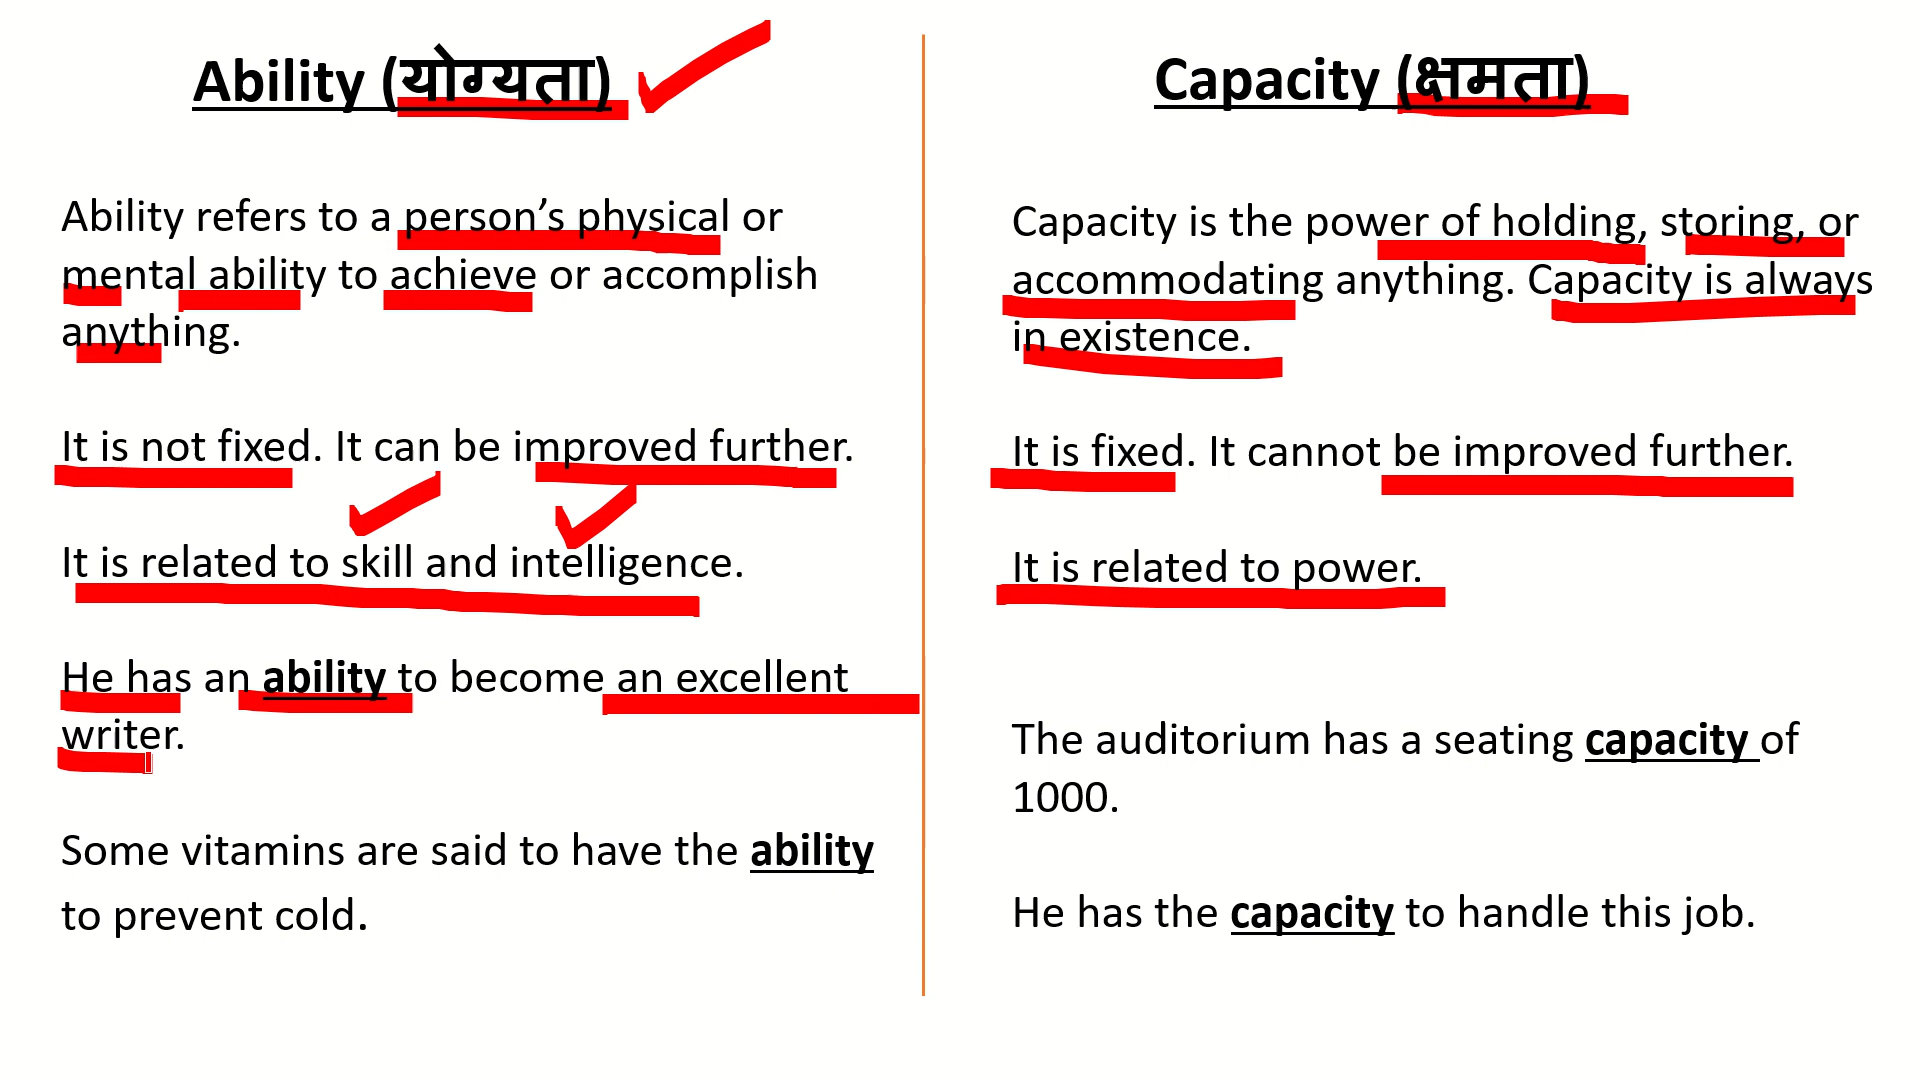 Ability (योग्यता)
Ability refers to a person’s physical or
mental ability to achieve or accomplish
anything.
It is not fixed. It can be improved further.
It is related to skill and intelligence.
He has an ability to become an excellent
writer.
Some vitamins are said to have the ability
to prevent cold.
Capacity (क्षमता)
Capacity is the power of holding, storing, or
accommodating anything. Capacity is always
in existence.
It is fixed. It cannot be improved further.
It is related to power.
The auditorium has a seating capacity of
1000.
He has the capacity to handle this job.